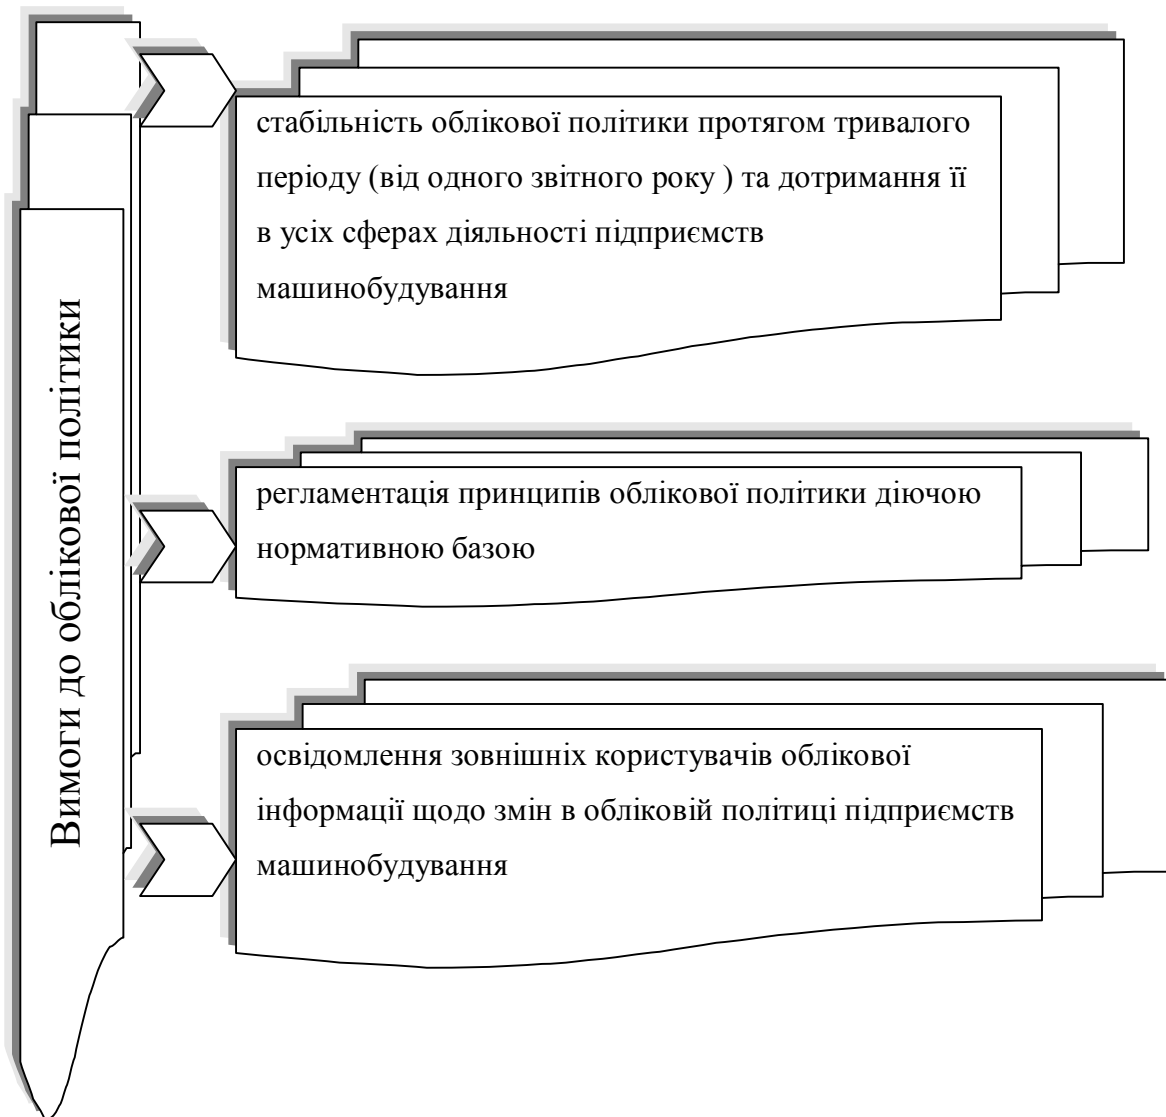 Вимоги до облікової політики
стабільність облікової політики протягом тривалого
періоду (від одного звітного року ) та дотримання її
в усіх сферах діяльності підприємств
машинобудування
регламентація принципів облікової політики діючою
нормативною базою
освідомлення зовнішніх користувачів облікової
інформації щодо змін в обліковій політиці підприємств
машинобудування